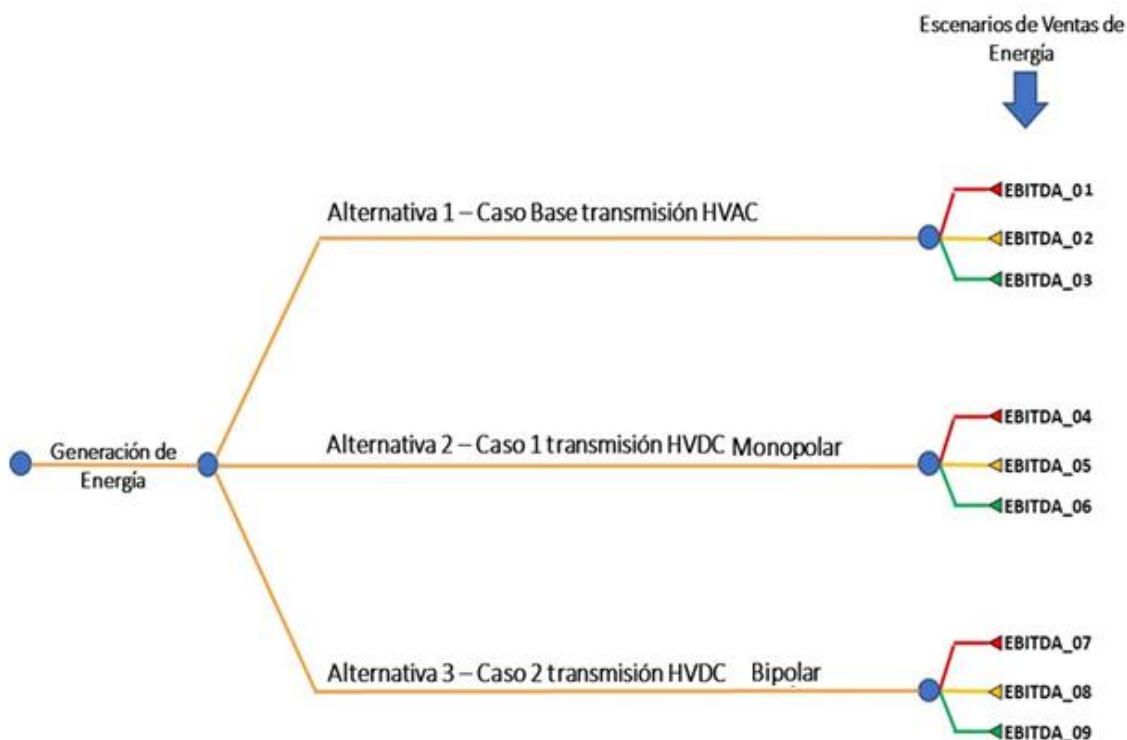 Escenarios de Ventas de
Energía
EBITDA_01
Alternativa 1 – Caso Base transmisión HVAC
EBITDA_02
EBITDA_03
EBITDA_04
Generación de
Energía
Alternativa 2 – Caso 1 transmisión HVDC Monopolar
EBITDA_05
EBITDA_06
EBITDA_07
Alternativa 3 – Caso 2 transmisión HVDC Bipolar
EBITDA_08
EBITDA_09